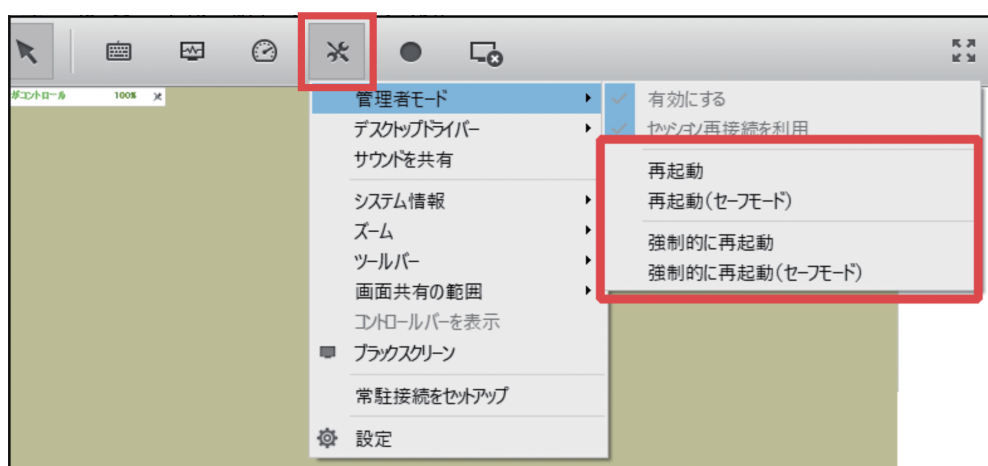 がコントロール 100%
管理者モード
有効にする
セッション再接続を利用
再起動
再起動(セーフモード)
強制的に再起動
強制的に再起動(セーフモード)
デスクトップドライバー
サウンドを共有
システム情報
ズーム
ツールバー
画面共有の範囲
コントロールバーを表示
ブラックスクリーン
常駐接続をセットアップ
設定